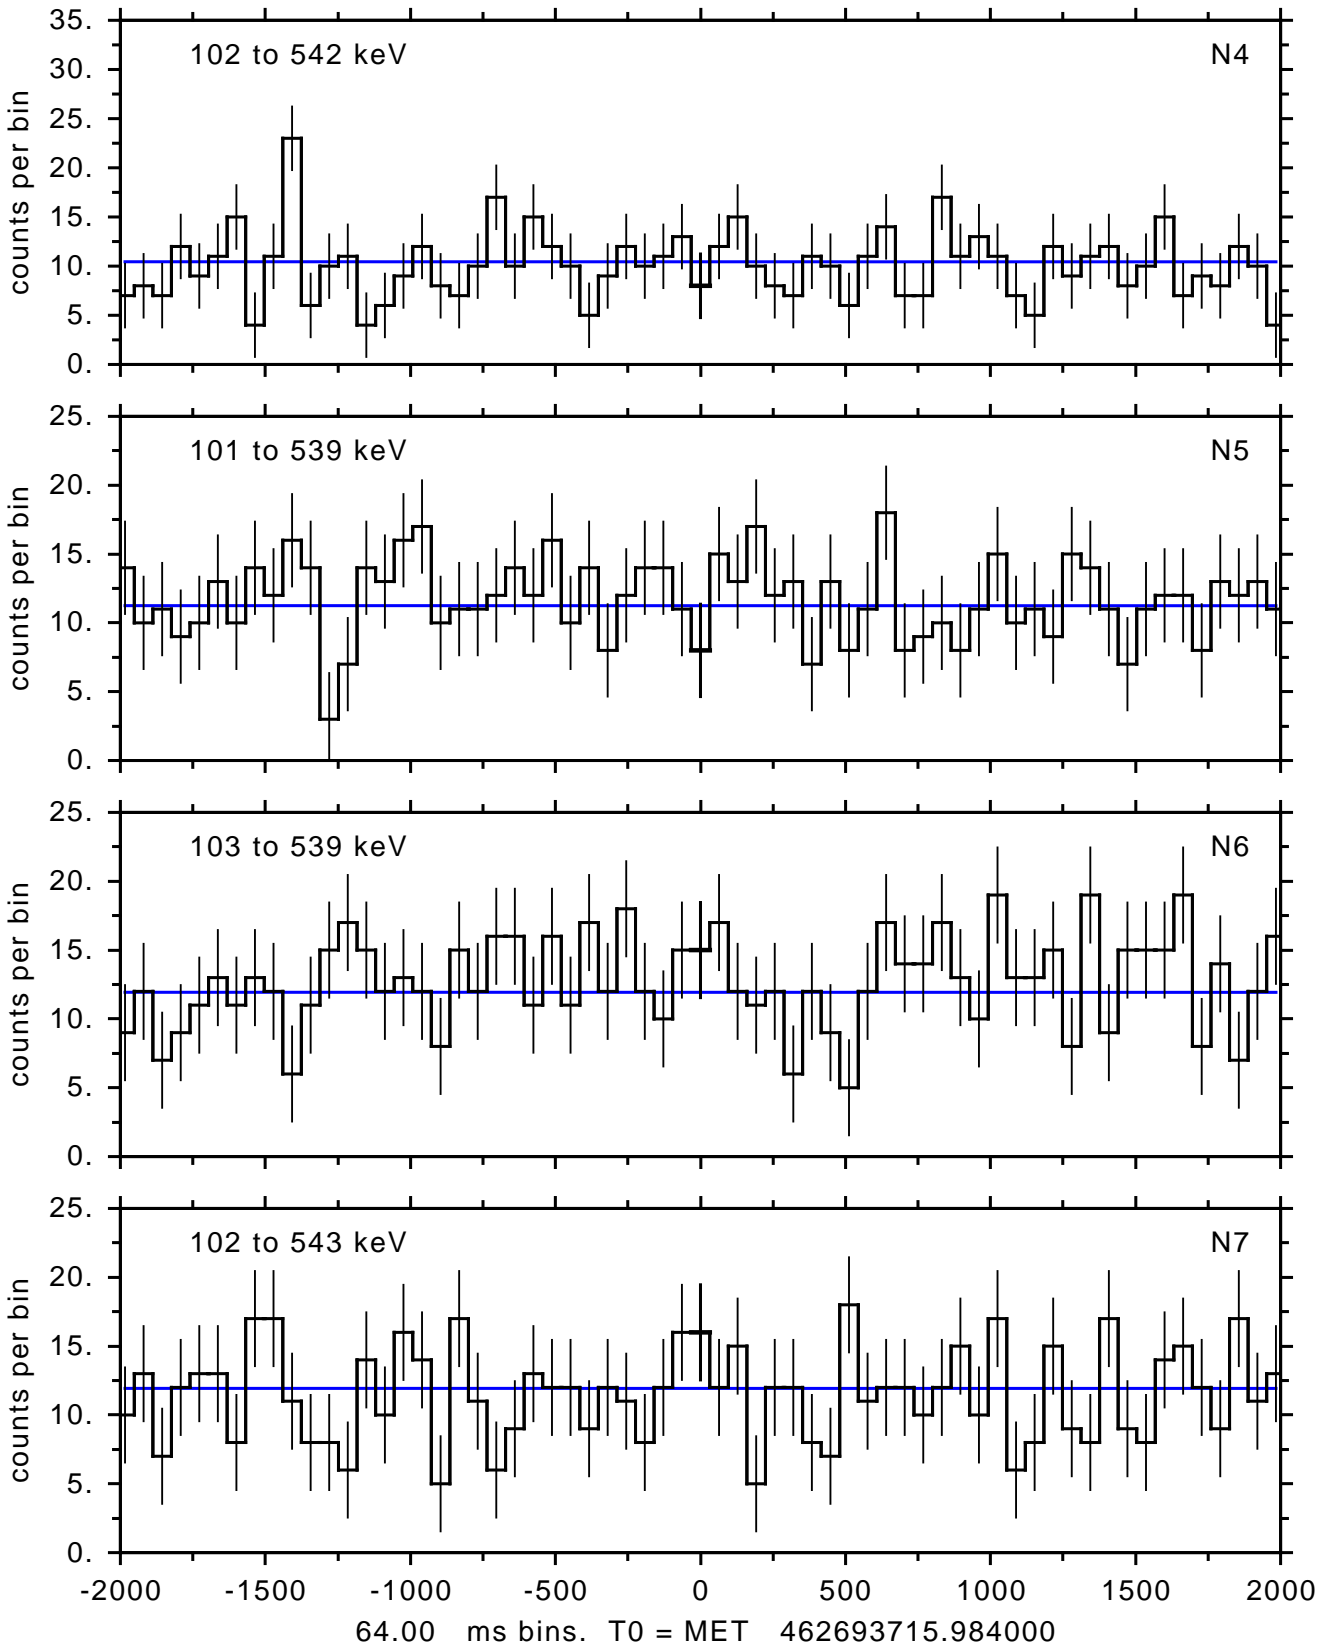 35.
30.
25.
20.
15.
10.
5.
0.
counts per bin
102 to 542 keV N4
25.
20.
15.
10.
5.
0.
counts per bin
101 to 539 keV N5
25.
20.
15.
10.
5.
0.
counts per bin
103 to 539 keV N6
25.
20.
15.
10.
5.
0.
counts per bin
102 to 543 keV N7
-2000 -1500 -1000 -500 0 500 1000 1500 2000
64.00 ms bins. T0 = MET 462693715.984000